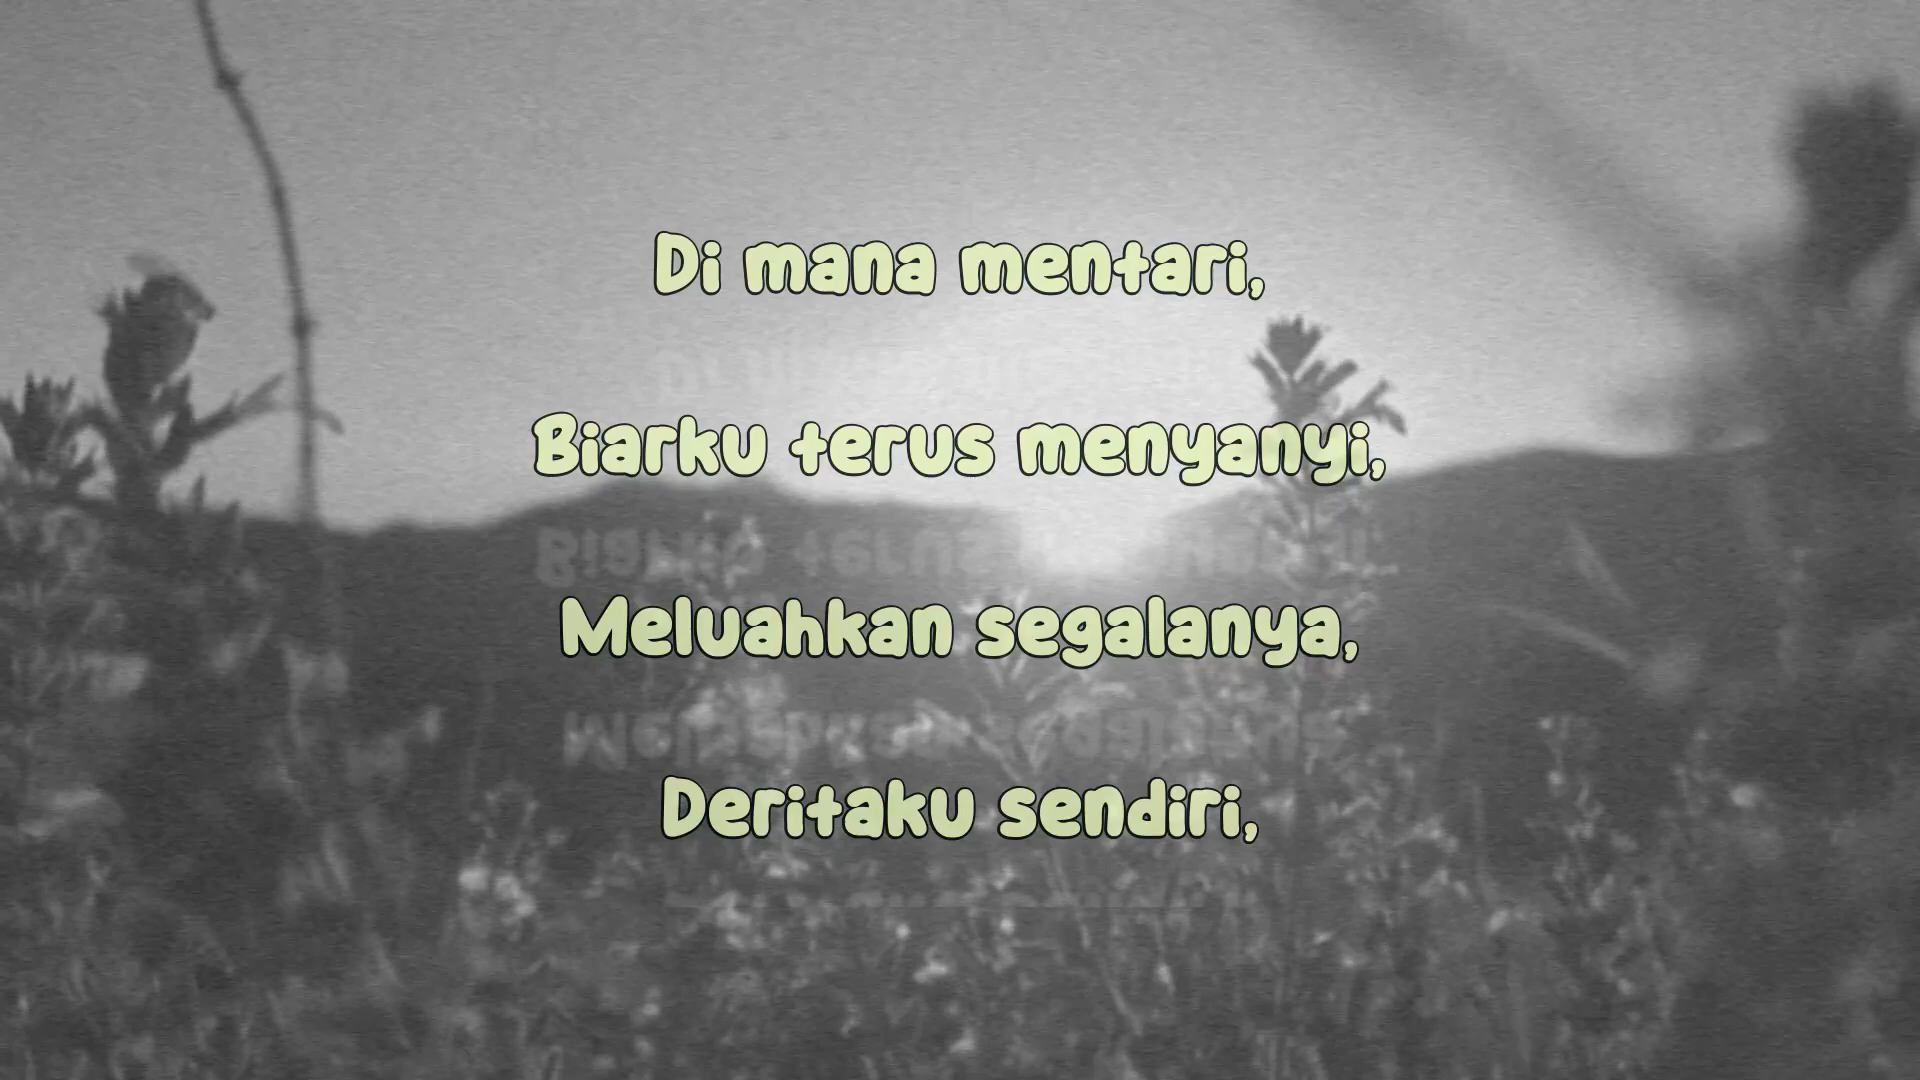 Di mana mentari,
Biarku terus menyanyi,
Meluahkan segalanya,
Deritaku sendiri,